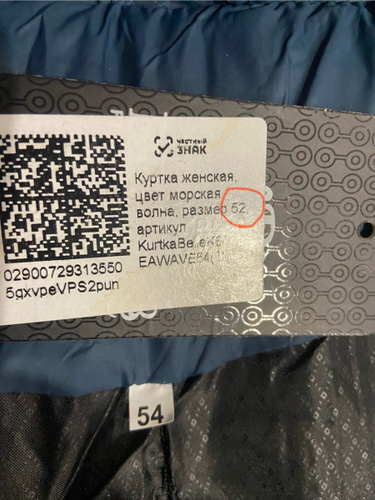 ЧЕСТНЫЙ
ЗНАК
Куртка женская,
цвет морская
волна, размер 52,
артикул
02900729313550
5gxvpeVPS2pun
54